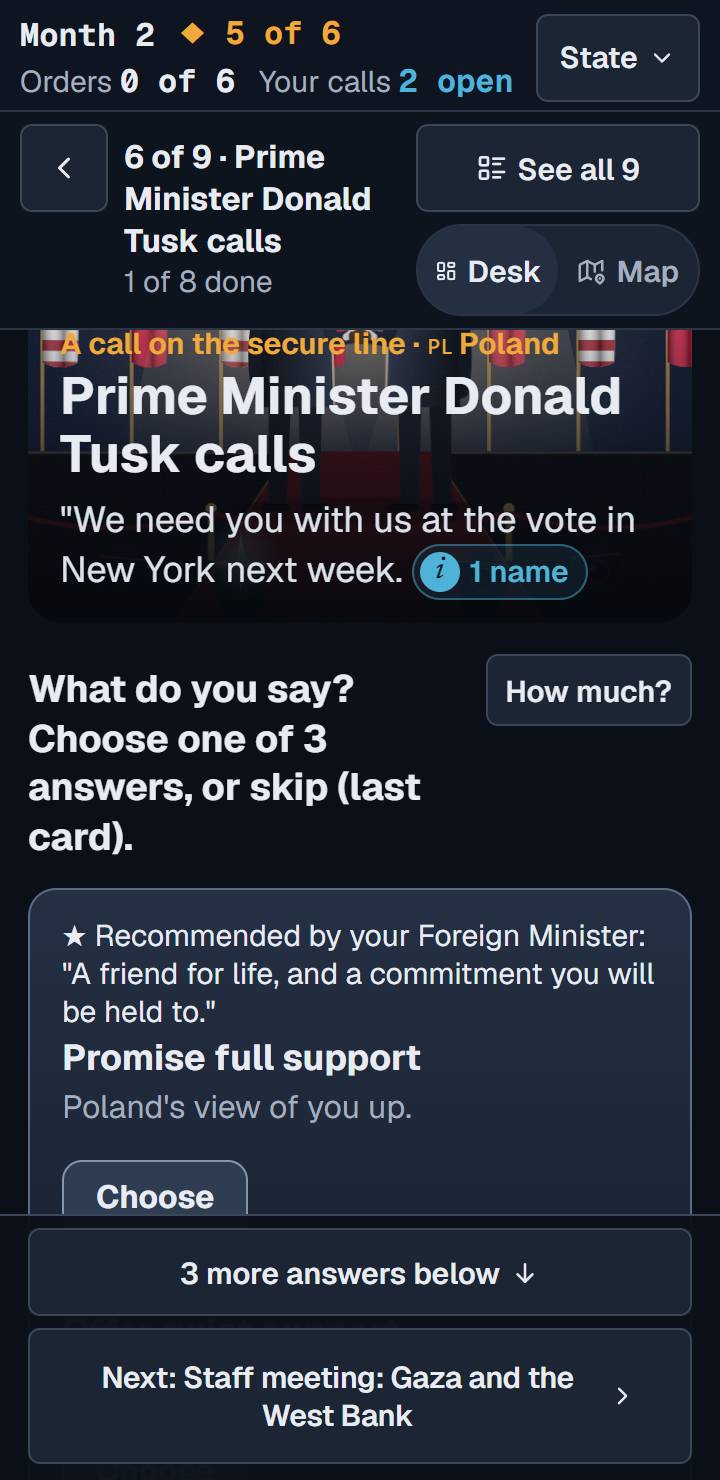 Month 2 ◆ 5 of 6
Orders 0 of 6 Your calls 2 open
State
6 of 9 · Prime
Minister Donald
Tusk calls
1 of 8 done
See all 9
Desk
Map
A call on the secure line · PL Poland
Prime Minister Donald
Tusk calls
"We need you with us at the vote in
New York next week. i 1 name
What do you say?
Choose one of 3
answers, or skip (last
card).
How much?
★ Recommended by your Foreign Minister:
"A friend for life, and a commitment you will
be held to."
Promise full support
Poland's view of you up.
Choose
3 more answers below ↓
Next: Staff meeting: Gaza and the
West Bank